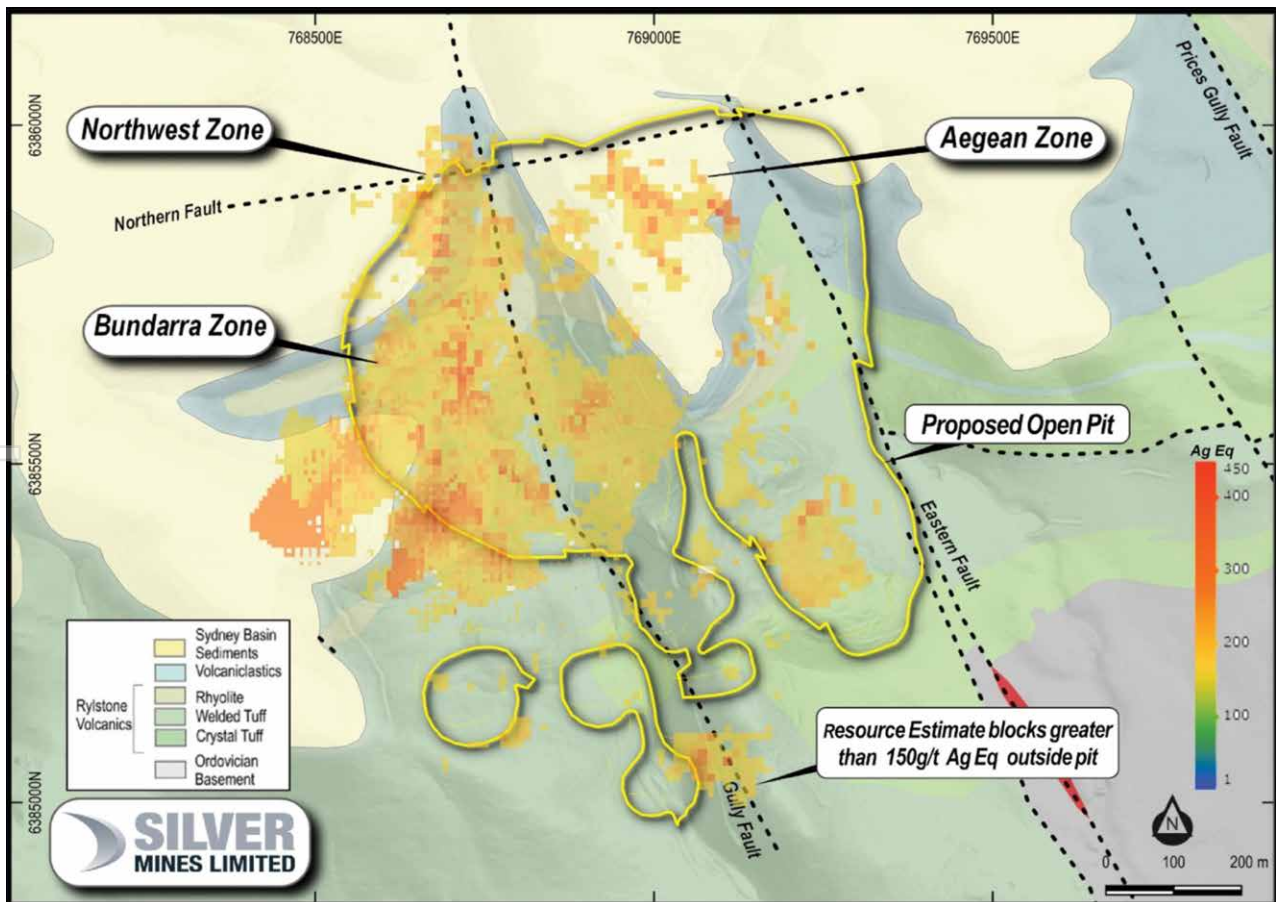 768500E
769000E
769500E
6386000N
6385500N
6385000N
Northwest Zone
Aegean Zone
Prices Gully Fault
Northern Fault
Bundarra Zone
Proposed Open Pit
Ag Eq
450
400
300
200
100
1
Eastern Fault
Sydney Basin
Sediments
Volcaniclastics
Rylstone
Volcanics
Rhyolite
Welded Tuff
Crystal Tuff
Ordovician
Basement
Resource Estimate blocks greater
than 150g/t Ag Eq outside pit
Gully Fault
SILVER
MINES LIMITED
N
0 100 200 m